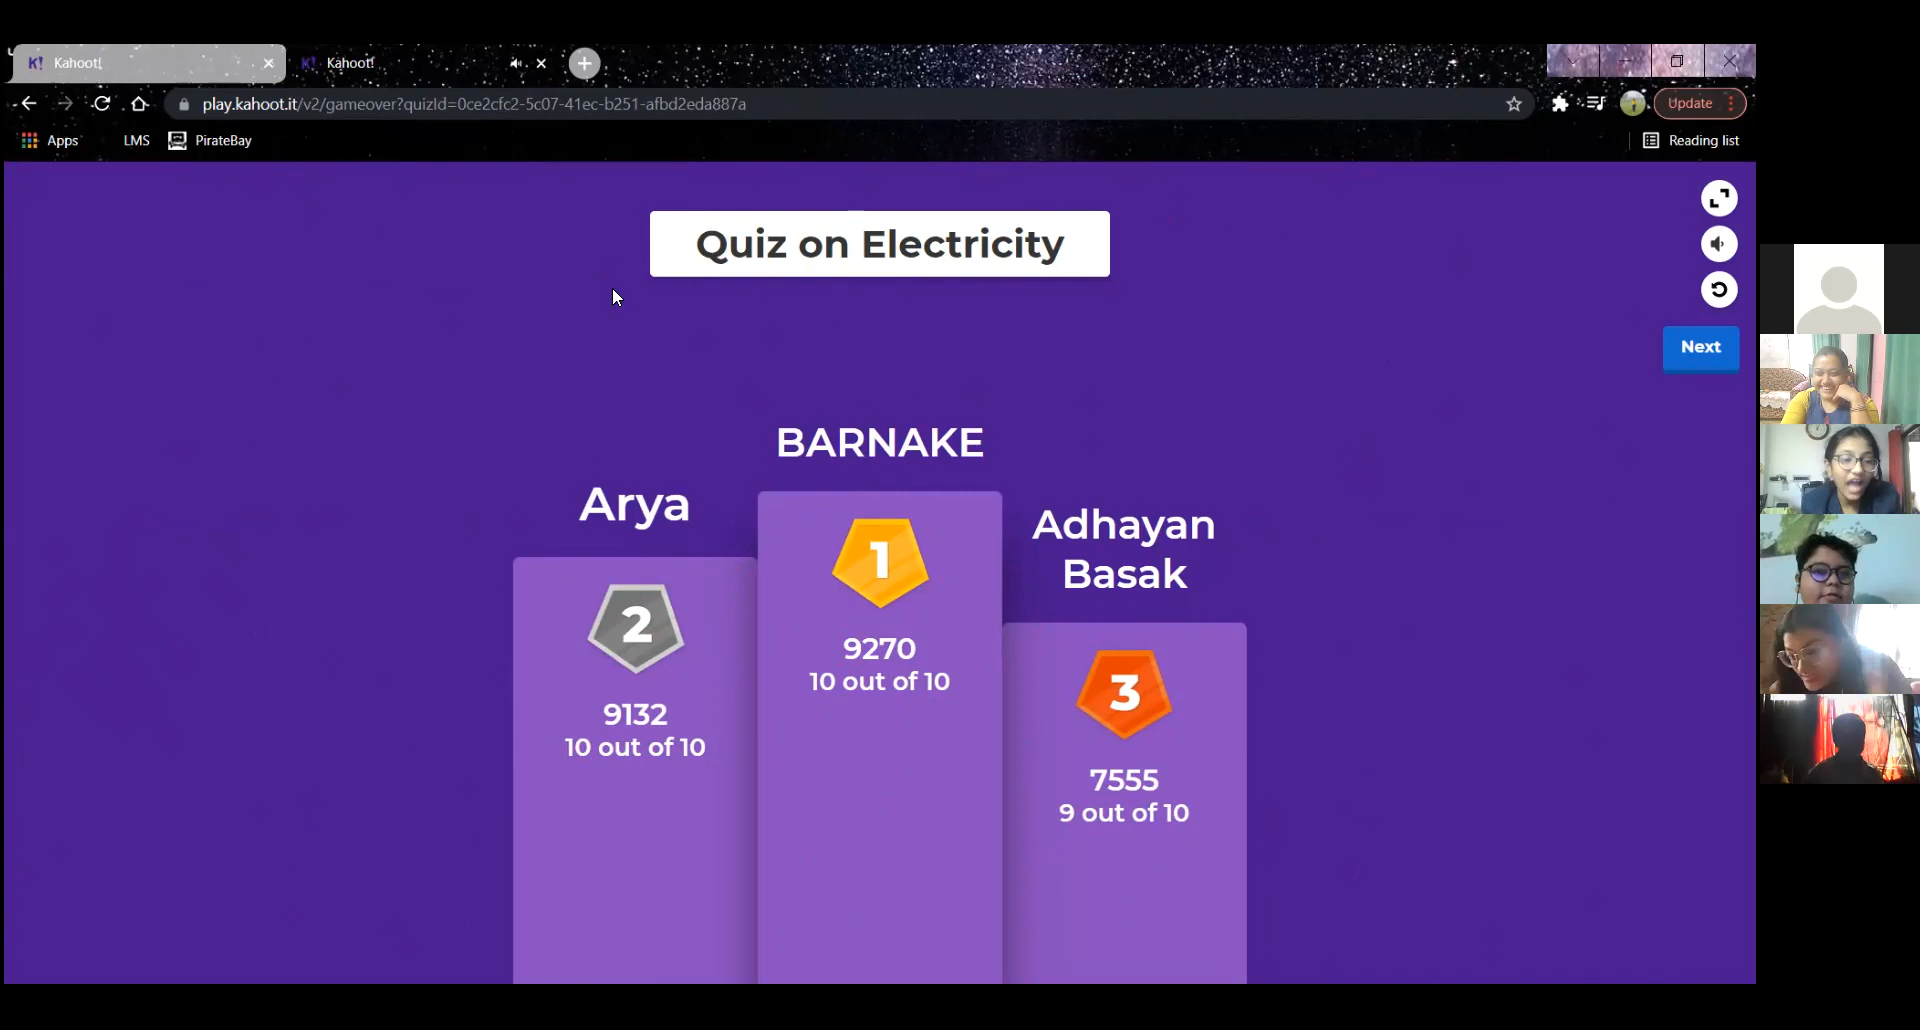 K! Kahoot!
K! Kahoot!
play.kahoot.it/v2/gameover?quizId=0ce2cfc2-5c07-41ec-b251-afbd2eda887a
Update
Apps
LMS
PirateBay
Reading list
Quiz on Electricity
Next
BARNAKE
Arya
Adhayan
Basak
1
2
9270
10 out of 10
3
9132
10 out of 10
7555
9 out of 10